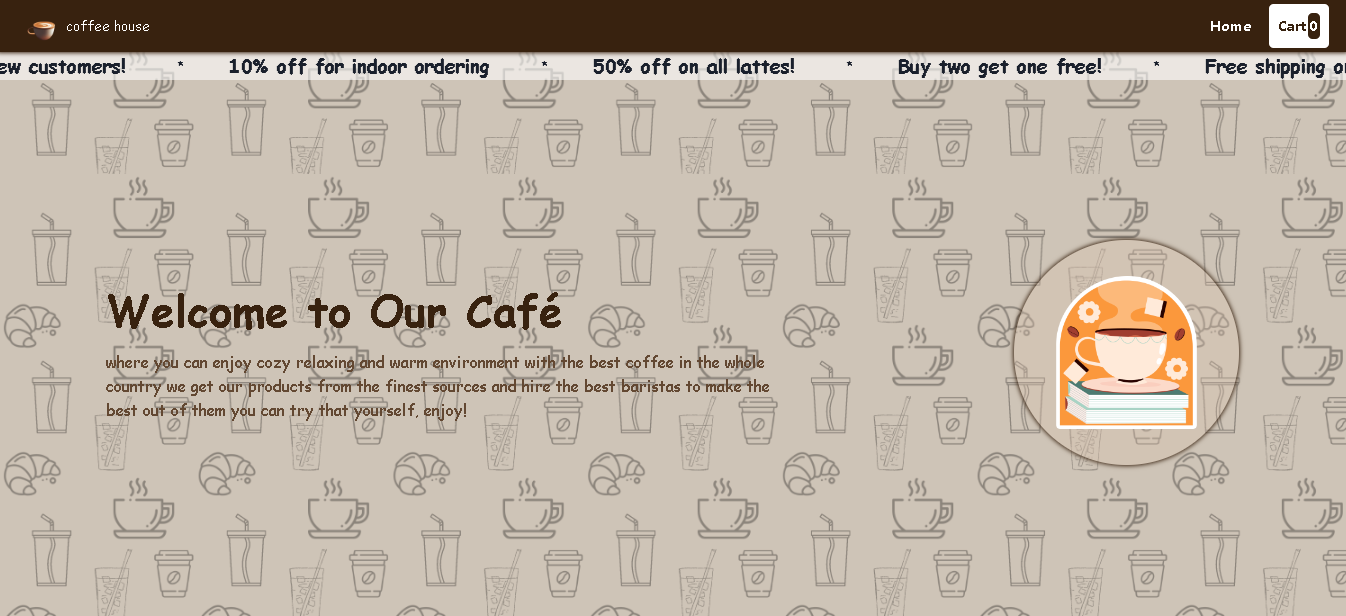 coffee house
Home
Cart 0
ew customers! * 10% off for indoor ordering * 50% off on all lattes! * Buy two get one free! * Free shipping o
Welcome to Our Café
where you can enjoy cozy relaxing and warm environment with the best coffee in the whole
country we get our products from the finest sources and hire the best baristas to make the
best out of them you can try that yourself, enjoy!